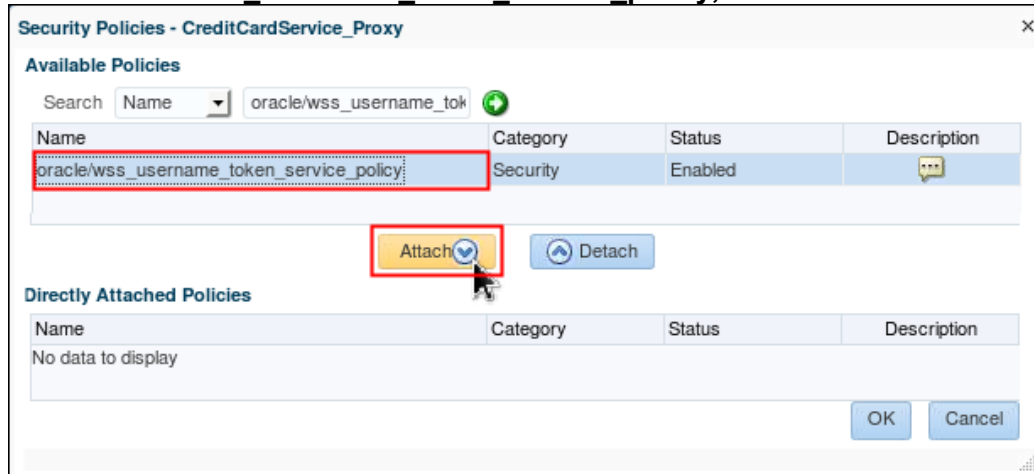 Security Policies - CreditCardService_Proxy
Available Policies
Search Name oracle/wss_username_tok
Name Category Status Description
oracle/wss_username_token_service_policy Security Enabled
Attach Detach
Directly Attached Policies
Name Category Status Description
No data to display
OK Cancel